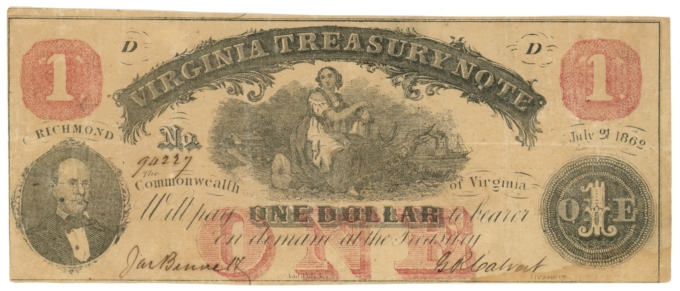 D D
1 VIRGINIA TREASURY NOTE 1
RICHMOND No. July 21 1862
90227
The
Commonwealth of Virginia
Will pay ONE DOLLAR to bearer
on demand at the Treasury
ONE
O 1 E